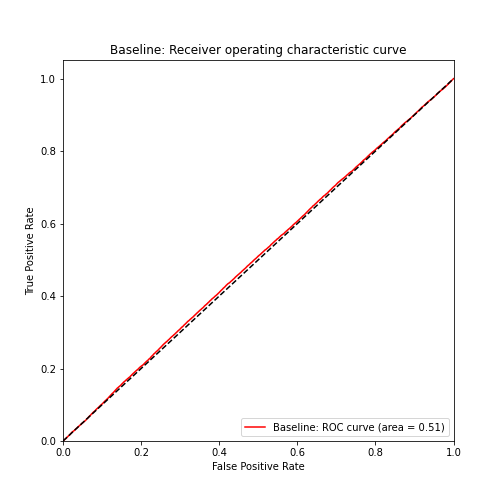 Baseline: Receiver operating characteristic curve
1.0
0.8
0.6
0.4
0.2
0.0
True Positive Rate
0.0 0.2 0.4 0.6 0.8 1.0
False Positive Rate
Baseline: ROC curve (area = 0.51)